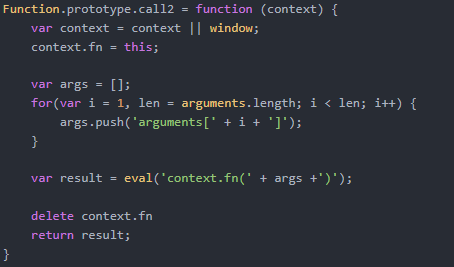 Function.prototype.call2 = function (context) {
    var context = context || window;
    context.fn = this;

    var args = [];
    for(var i = 1, len = arguments.length; i < len; i++) {
        args.push('arguments[' + i + ']');
    }

    var result = eval('context.fn(' + args +')');

    delete context.fn
    return result;
}